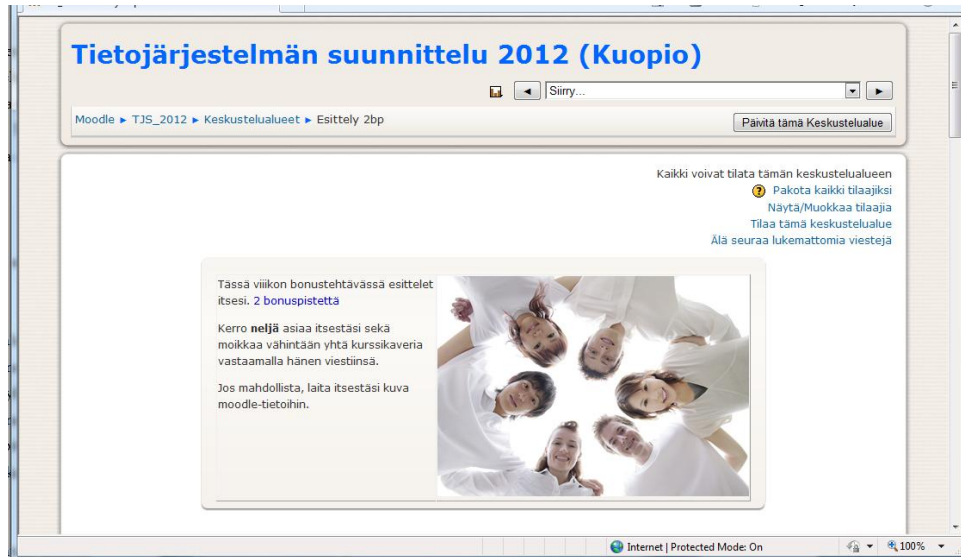 Tietojärjestelmän suunnittelu 2012 (Kuopio)
Siirry...
Moodle ► TJS_2012 ► Keskustelualueet ► Esittely 2bp
Päivitä tämä Keskustelualue
Kaikki voivat tilata tämän keskustelualueen
Pakota kaikki tilaajiksi
Näytä/Muokkaa tilaajia
Tilaa tämä keskustelualue
Älä seuraa lukemattomia viestejä
Tässä viiikon bonustehtävässä esittelet
itsesi. 2 bonuspistettä
Kerro neljä asiaa itsestäsi sekä
moikkaa vähintään yhtä kurssikaveria
vastaamalla hänen viestiinsä.
Jos mahdollista, laita itsestäsi kuva
moodle-tietoihin.
Internet | Protected Mode: On
100%